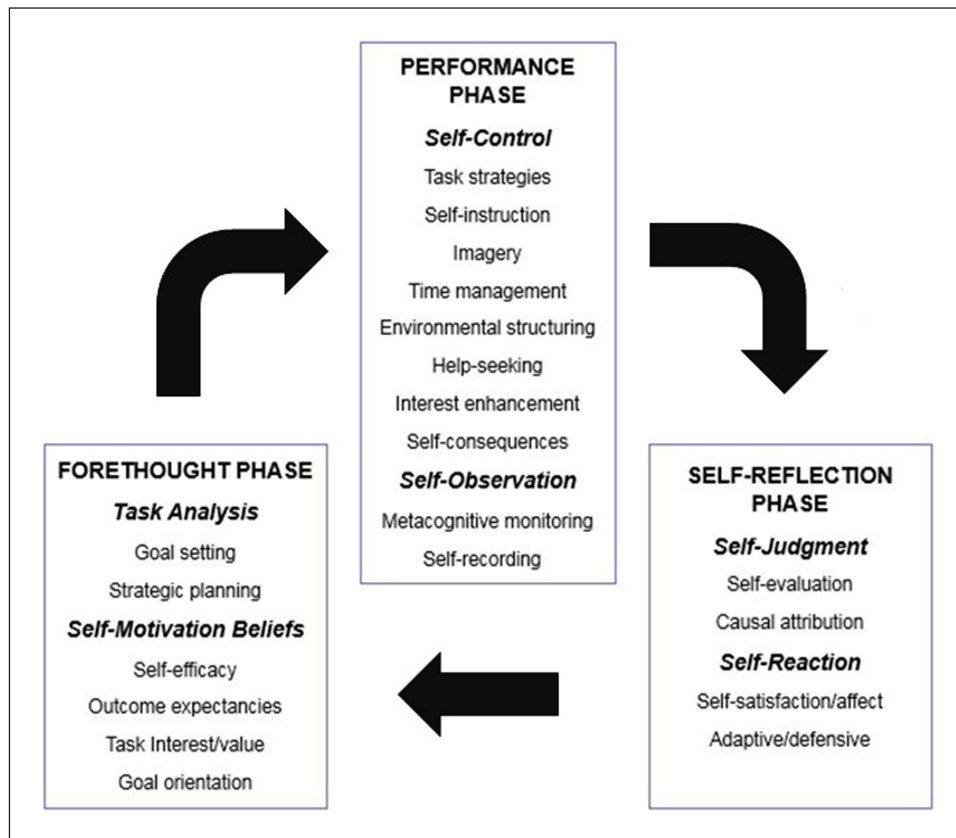 PERFORMANCE
PHASE
Self-Control
Task strategies
Self-instruction
Imagery
Time management
Environmental structuring
Help-seeking
Interest enhancement
Self-consequences
Self-Observation
Metacognitive monitoring
Self-recording
FORETHOUGHT PHASE
Task Analysis
Goal setting
Strategic planning
Self-Motivation Beliefs
Self-efficacy
Outcome expectancies
Task Interest/value
Goal orientation
SELF-REFLECTION
PHASE
Self-Judgment
Self-evaluation
Causal attribution
Self-Reaction
Self-satisfaction/affect
Adaptive/defensive